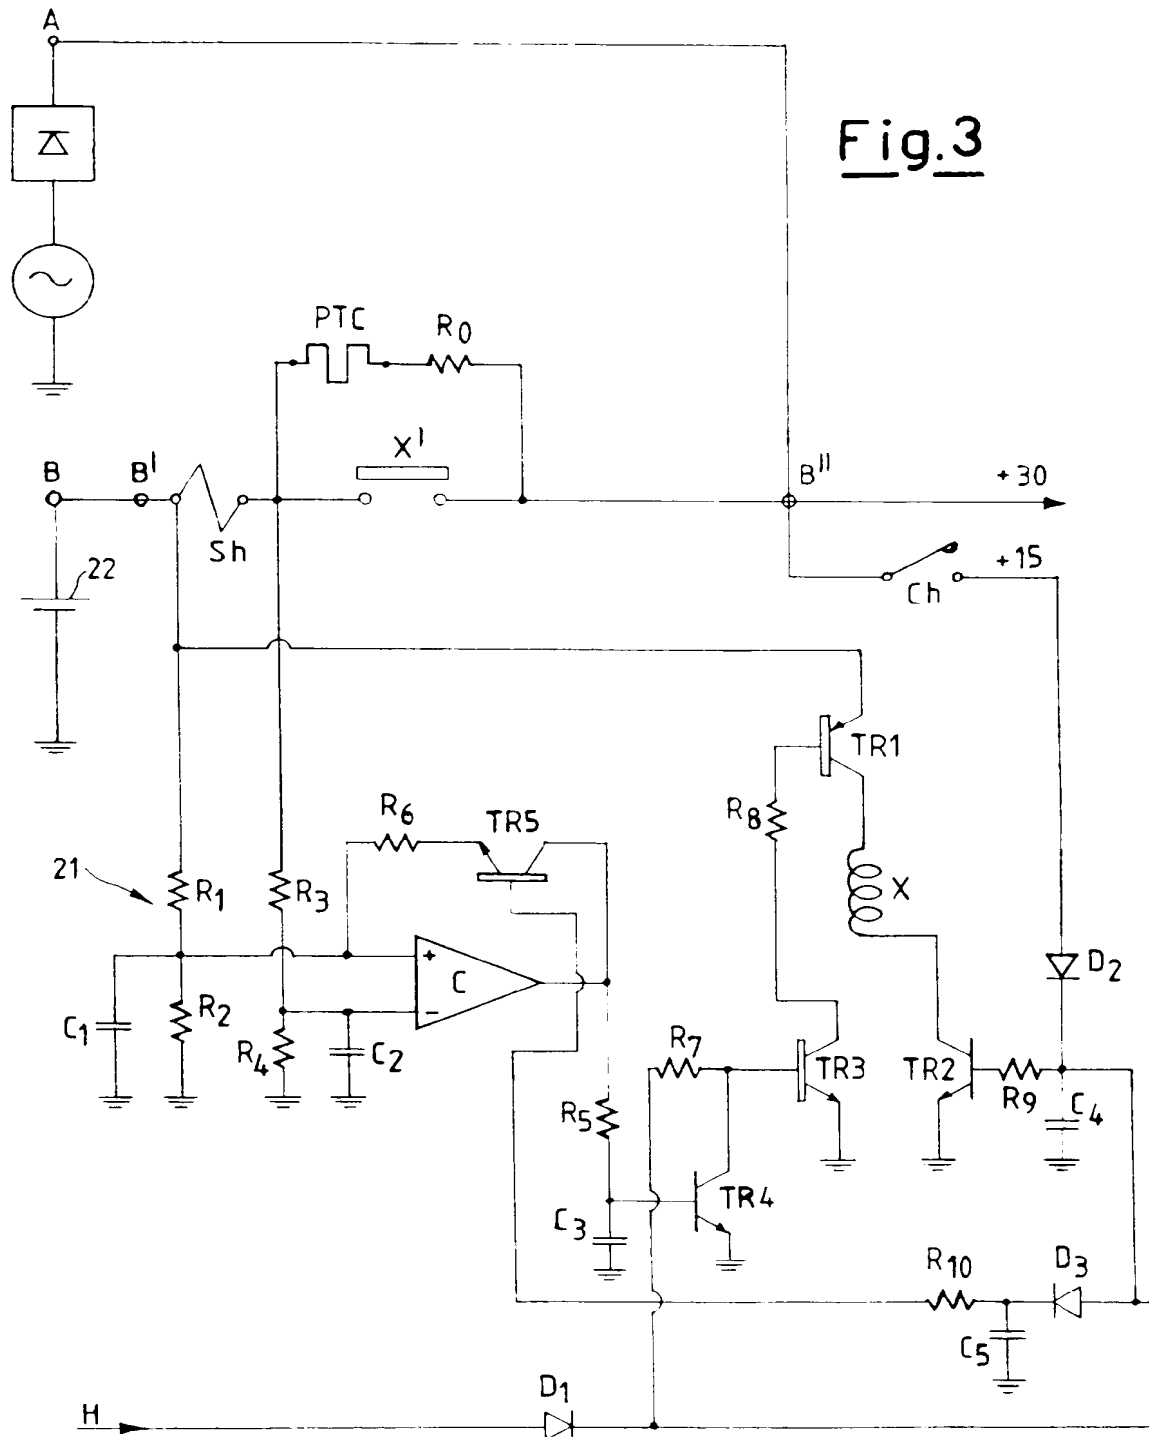 A
Fig.3
PTC
R0
X'
B
B'
B''
+30
Sh
+15
Ch
22
TR1
R8
R6
TR5
X
21
R1
R3
D2
+
C
-
R2
C1
R4
C2
R7
TR3
TR2
R9
C4
R5
TR4
C3
R10
D3
C5
D1
H